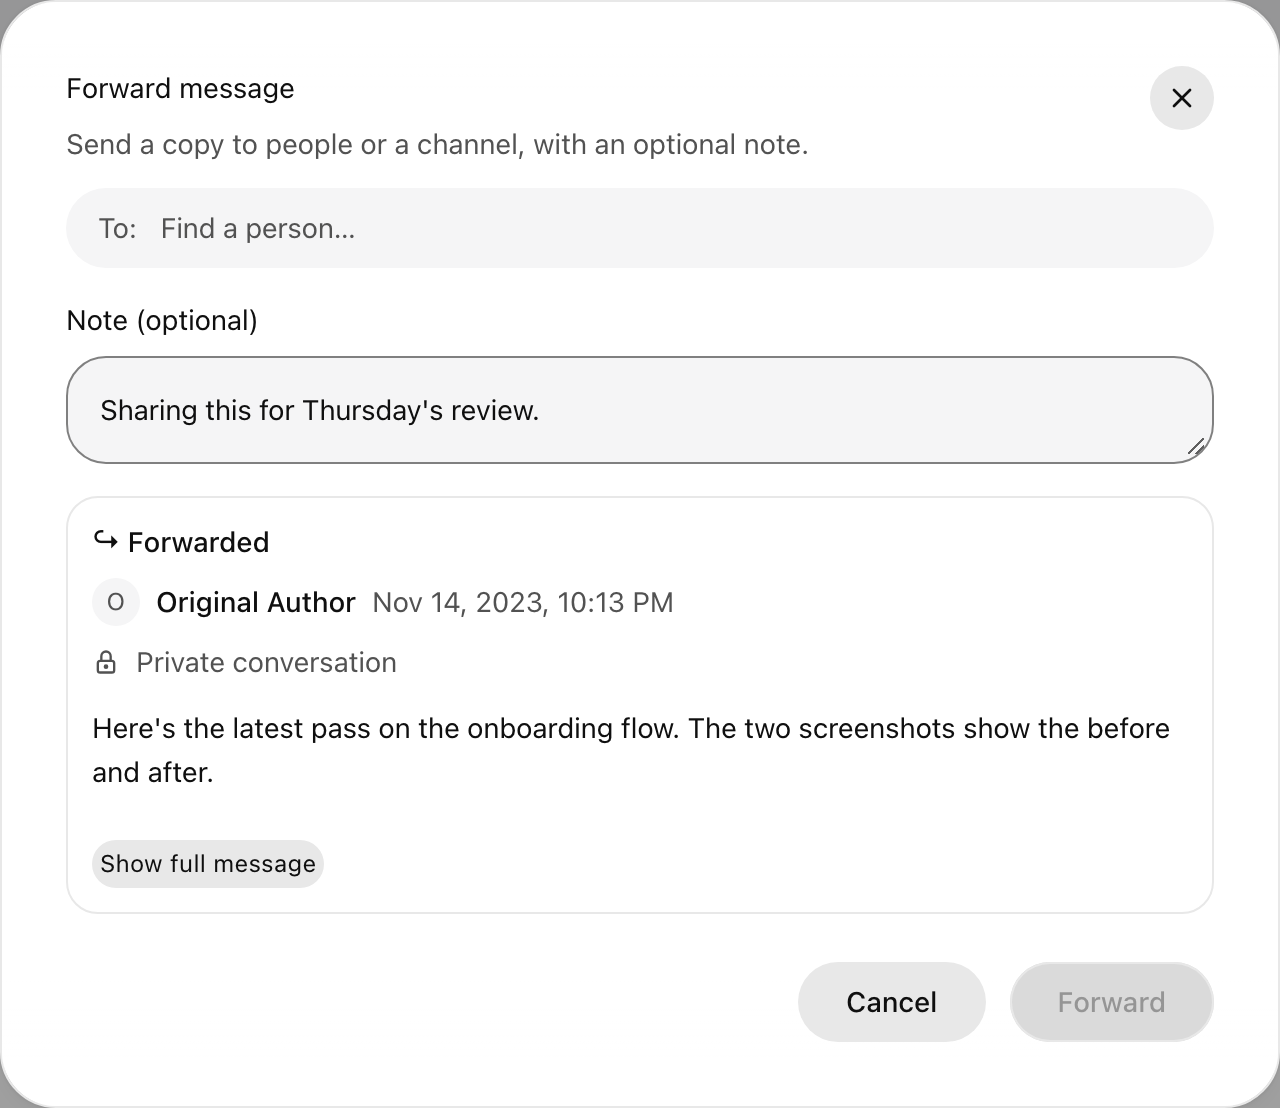 Forward message
Send a copy to people or a channel, with an optional note.
To: Find a person...
Note (optional)
Sharing this for Thursday's review.
Forwarded
O Original Author Nov 14, 2023, 10:13 PM
Private conversation
Here's the latest pass on the onboarding flow. The two screenshots show the before
and after.
Show full message
Cancel Forward